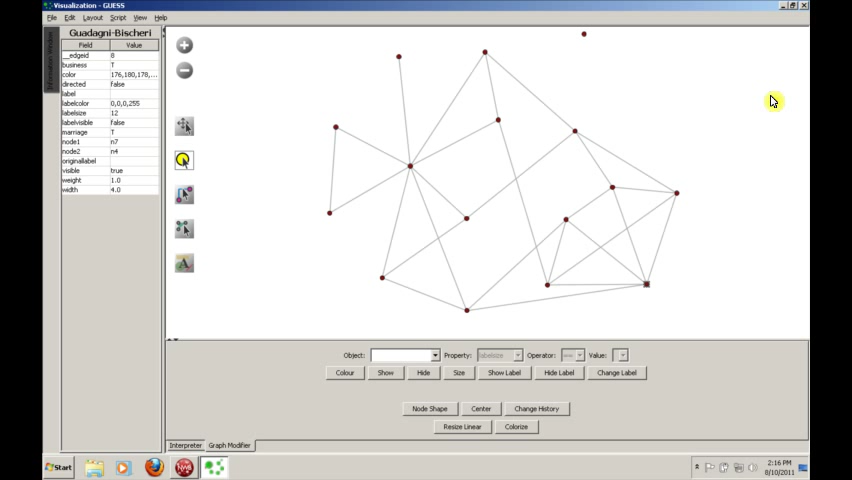 Visualization - GUESS
File Edit Layout Script View Help
Information Window
Guadagni-Bischeri
Field Value
__edgeid 8
business T
color 176,180,178,...
directed false
label
labelcolor 0,0,0,255
labelsize 12
labelvisible false
marriage T
node1 n7
node2 n4
originallabel
visible true
weight 1.0
width 4.0
Object: Property: labelsize Operator: == Value:
Colour Show Hide Size Show Label Hide Label Change Label
Node Shape Center Change History
Resize Linear Colorize
Interpreter Graph Modifier
Start
2:16 PM
8/10/2011